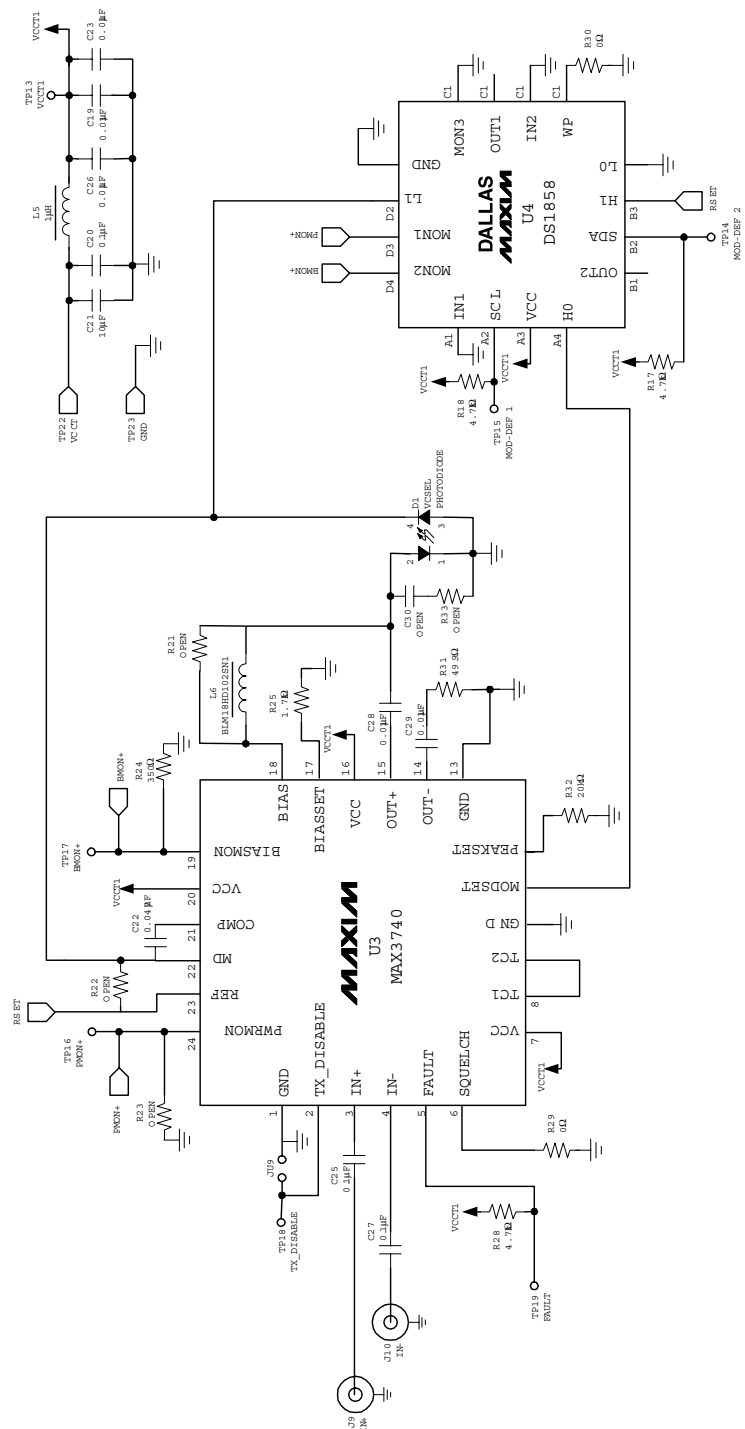 VCCT1
C23
0.01µF
TP13
VCCT1
C19
0.01µF
C26
0.01µF
L5
1µH
C20
0.1µF
C21
10µF
TP22
VCCT
TP23
GND
GND
L1
D2
MON1
D3
PMON+
MON2
D4
BMON+
MON3
C1
OUT1
C1
IN2
C1
WP
C1
R30
0Ω
DALLAS
MAXIM
U4
DS1858
IN1
A1
SCL
A2
VCC
A3
H0
A4
L0
H1
B3
RSET
SDA
B2
OUT2
B1
TP14
MOD-DEF 2
VCCT1
R17
4.7kΩ
VCCT1
VCCT1
R18
4.7kΩ
TP15
MOD-DEF 1
D1
VCSEL
PHOTODIODE
4
3
2
1
C30
OPEN
R33
OPEN
R21
OPEN
L6
BLM18HD102SN1
R25
1.7kΩ
VCCT1
C28
0.01µF
C29
0.01µF
R31
49.9Ω
R32
20kΩ
BMON+
R24
350Ω
TP17
BMON+
VCCT1
C22
0.04
R22
OPEN
RSET
TP16
PMON+
PMON+
R23
OPEN
18
BIAS
17
BIASSET
16
VCC
15
OUT+
14
OUT-
13
GND
19
BIASMON
20
VCC
21
COMP
22
MD
23
REF
24
PWRMON
MAXIM
U3
MAX3740
PEAKSET
MODSET
GND
TC2
TC1
8
VCC
7
VCCT1
1
GND
2
TX_DISABLE
3
IN+
4
IN-
5
FAULT
6
SQUELCH
JU9
TP18
TX_DISABLE
C25
0.1µF
C27
0.1µF
R29
0Ω
VCCT1
R28
4.7kΩ
TP19
FAULT
J10
IN-
J9
IN+